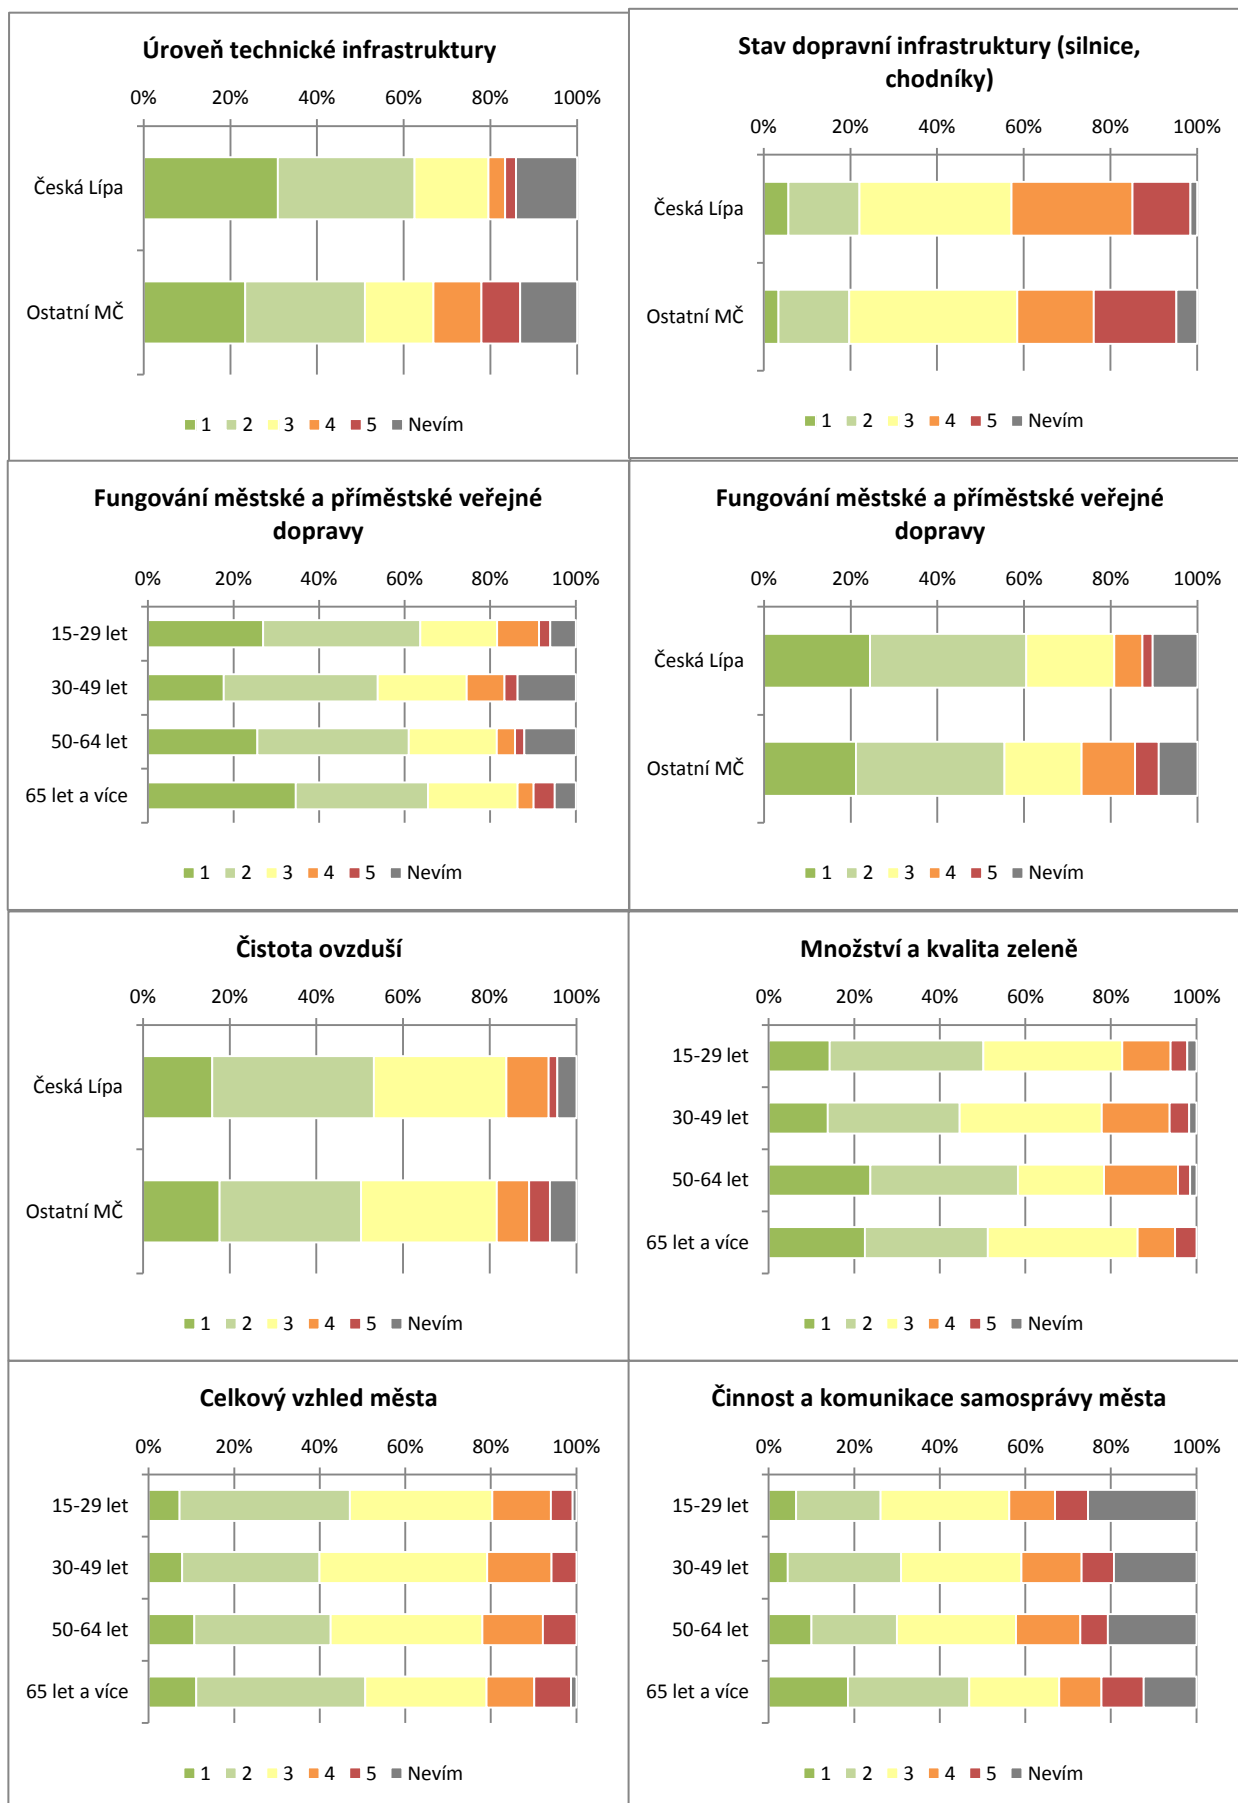 Úroveň technické infrastruktury
0% 20% 40% 60% 80% 100%
Česká Lípa
Ostatní MČ
1 2 3 4 5 Nevím
Stav dopravní infrastruktury (silnice,
chodníky)
0% 20% 40% 60% 80% 100%
Česká Lípa
Ostatní MČ
1 2 3 4 5 Nevím
Fungování městské a příměstské veřejné
dopravy
0% 20% 40% 60% 80% 100%
15-29 let
30-49 let
50-64 let
65 let a více
1 2 3 4 5 Nevím
Fungování městské a příměstské veřejné
dopravy
0% 20% 40% 60% 80% 100%
Česká Lípa
Ostatní MČ
1 2 3 4 5 Nevím
Čistota ovzduší
0% 20% 40% 60% 80% 100%
Česká Lípa
Ostatní MČ
1 2 3 4 5 Nevím
Množství a kvalita zeleně
0% 20% 40% 60% 80% 100%
15-29 let
30-49 let
50-64 let
65 let a více
1 2 3 4 5 Nevím
Celkový vzhled města
0% 20% 40% 60% 80% 100%
15-29 let
30-49 let
50-64 let
65 let a více
1 2 3 4 5 Nevím
Činnost a komunikace samosprávy města
0% 20% 40% 60% 80% 100%
15-29 let
30-49 let
50-64 let
65 let a více
1 2 3 4 5 Nevím